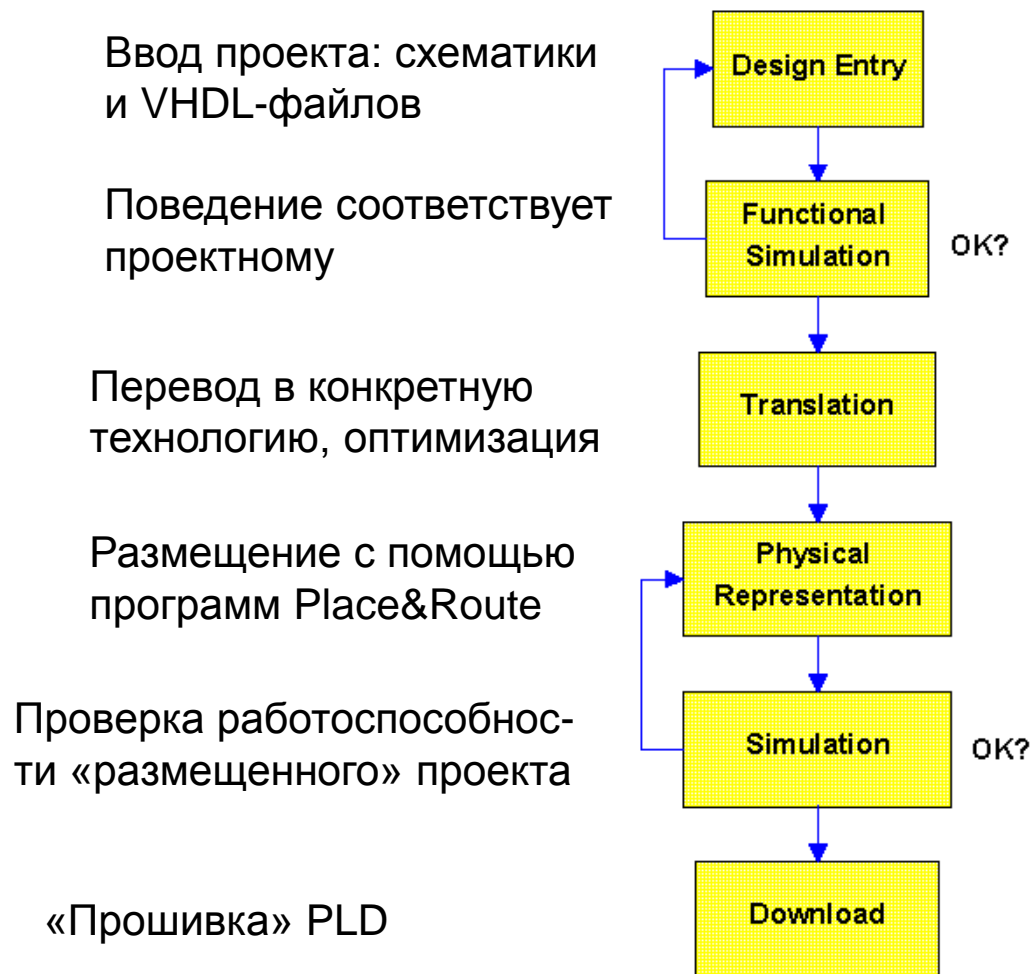 Ввод проекта: схематики
и VHDL-файлов
Design Entry
Поведение соответствует
проектному
Functional
Simulation
OK?
Перевод в конкретную
технологию, оптимизация
Translation
Размещение с помощью
программ Place&Route
Physical
Representation
Проверка работоспособнос-
ти «размещенного» проекта
Simulation
OK?
«Прошивка» PLD
Download